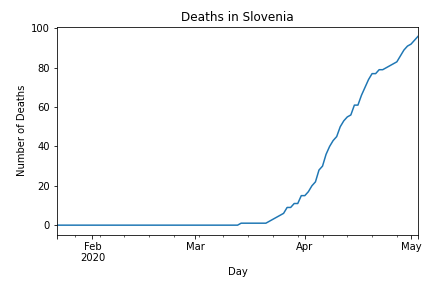 Deaths in Slovenia
100
80
60
40
20
0
Number of Deaths
Feb
2020
Mar
Apr
May
Day